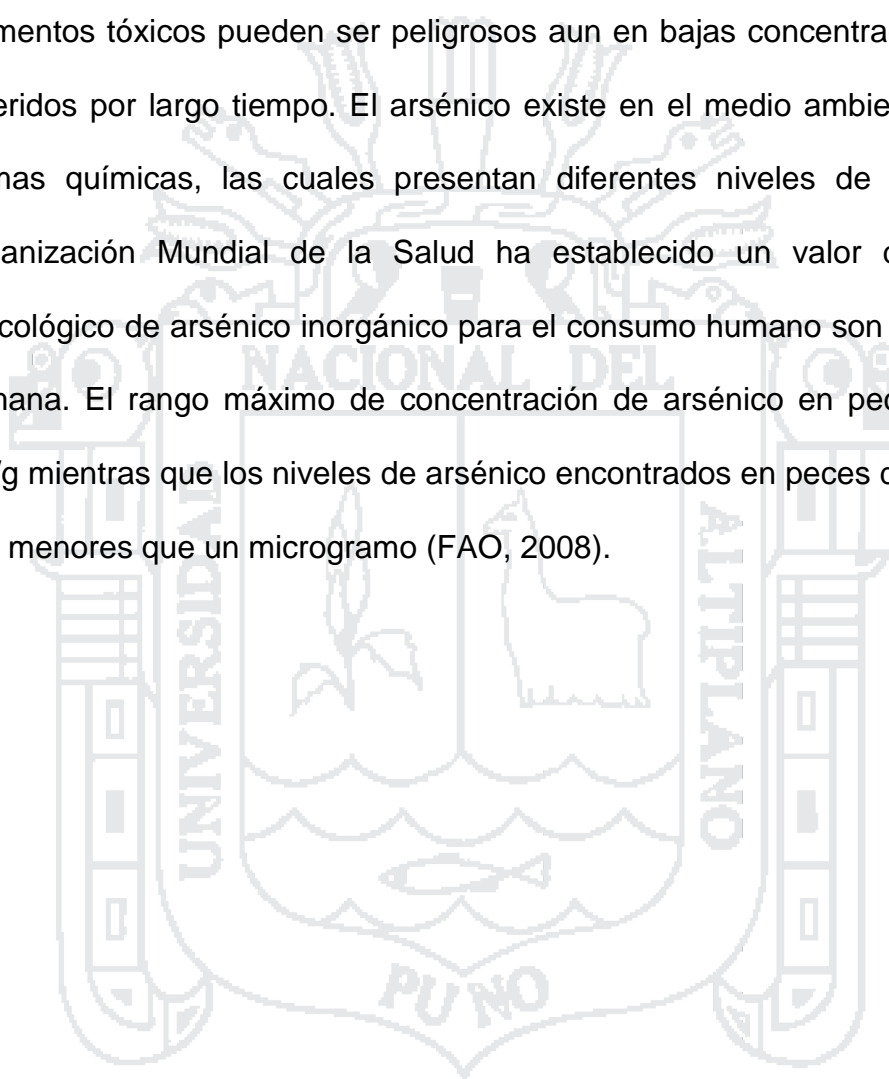 mentos tóxicos pueden ser peligrosos aun en bajas concentra
eridos por largo tiempo. El arsénico existe en el medio ambie
mas químicas, las cuales presentan diferentes niveles de
anización Mundial de la Salud ha establecido un valor
cológico de arsénico inorgánico para el consumo humano son
ana. El rango máximo de concentración de arsénico en pec
/g mientras que los niveles de arsénico encontrados en peces
menores que un microgramo (FAO, 2008).
UNIVERSIDAD
NACIONAL DEL
ALTIPLANO
PUNO